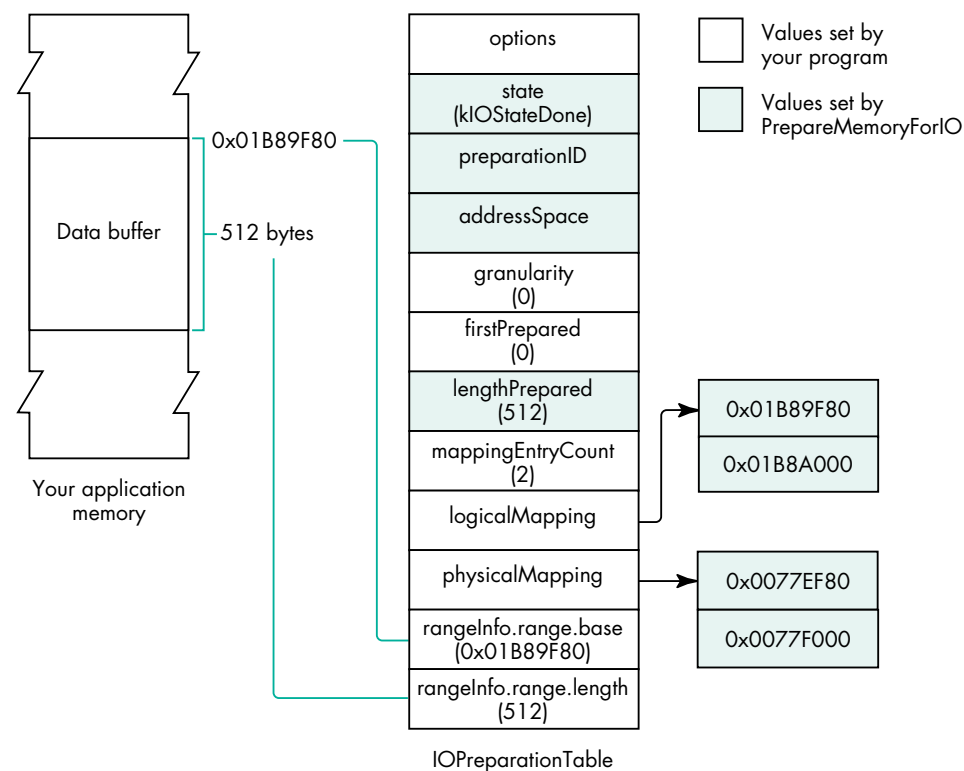 Data buffer
Your application
memory
0x01B89F80
512 bytes
options
state
(kIOStateDone)
preparationID
addressSpace
granularity
(0)
firstPrepared
(0)
lengthPrepared
(512)
mappingEntryCount
(2)
logicalMapping
physicalMapping
rangeInfo.range.base
(0x01B89F80)
rangeInfo.range.length
(512)
IOPreparationTable
Values set by
your program
Values set by
PrepareMemoryForIO
0x01B89F80
0x01B8A000
0x0077EF80
0x0077F000